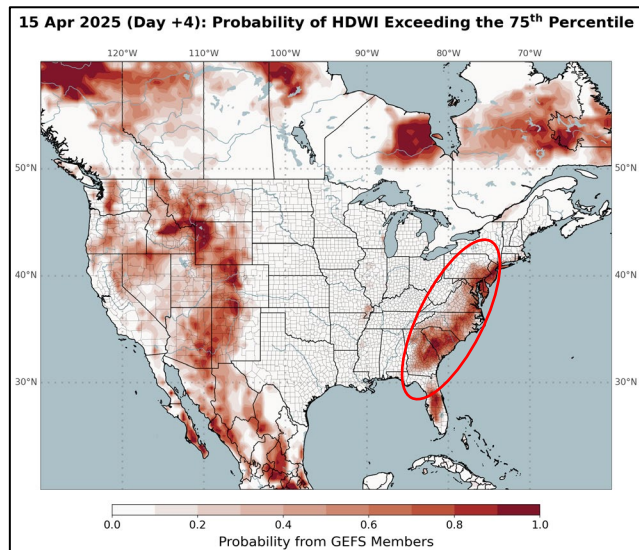 15 Apr 2025 (Day +4): Probability of HDWI Exceeding the 75th Percentile
120°W 110°W 100°W 90°W 80°W 70°W
50°N 50°N
40°N 40°N
30°N 30°N
0.0 0.2 0.4 0.6 0.8 1.0
Probability from GEFS Members